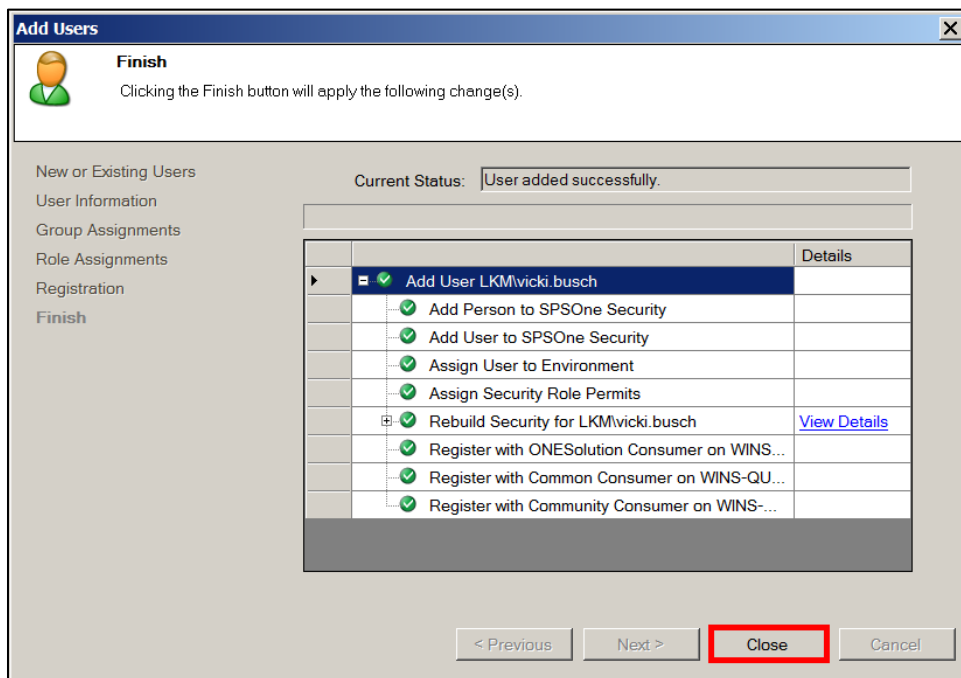 Add Users
Finish
Clicking the Finish button will apply the following change(s).
New or Existing Users
User Information
Group Assignments
Role Assignments
Registration
Finish
Current Status: User added successfully.
Details
Add User LKM\vicki.busch
Add Person to SPSOne Security
Add User to SPSOne Security
Assign User to Environment
Assign Security Role Permits
Rebuild Security for LKM\vicki.busch View Details
Register with ONESolution Consumer on WINS...
Register with Common Consumer on WINS-QU...
Register with Community Consumer on WINS-...
< Previous Next > Close Cancel